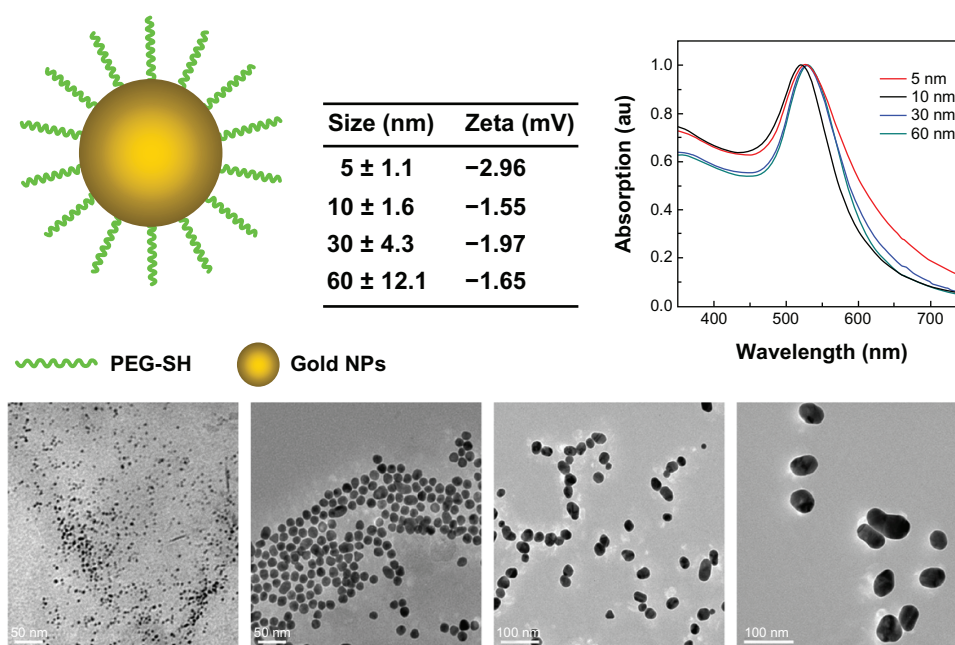 Size (nm) Zeta (mV)
5 ± 1.1 −2.96
10 ± 1.6 −1.55
30 ± 4.3 −1.97
60 ± 12.1 −1.65
Absorption (au)
1.0
0.8
0.6
0.4
0.2
0.0
5 nm
10 nm
30 nm
60 nm
400 500 600 700
Wavelength (nm)
PEG-SH Gold NPs
50 nm 50 nm 100 nm 100 nm